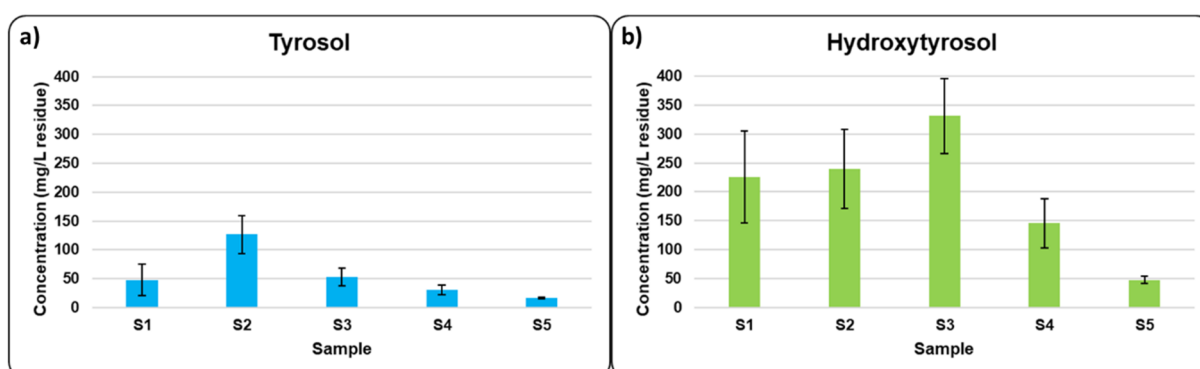 a)
Tyrosol
Concentration (mg/L residue)
400
350
300
250
200
150
100
50
0
S1 S2 S3 S4 S5
Sample
b)
Hydroxytyrosol
Concentration (mg/L residue)
400
350
300
250
200
150
100
50
0
S1 S2 S3 S4 S5
Sample